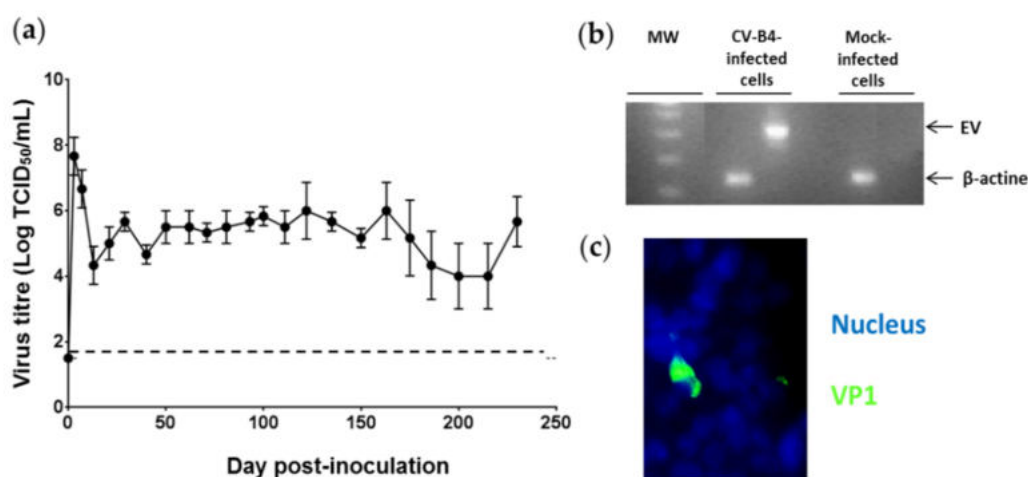 (a)
10
8
6
4
2
0
Virus titre (Log TCID₅₀/mL)
0 50 100 150 200 250
Day post-inoculation
(b)
MW
CV-B4-
infected
cells
Mock-
infected
cells
EV
β-actine
(c)
Nucleus
VP1